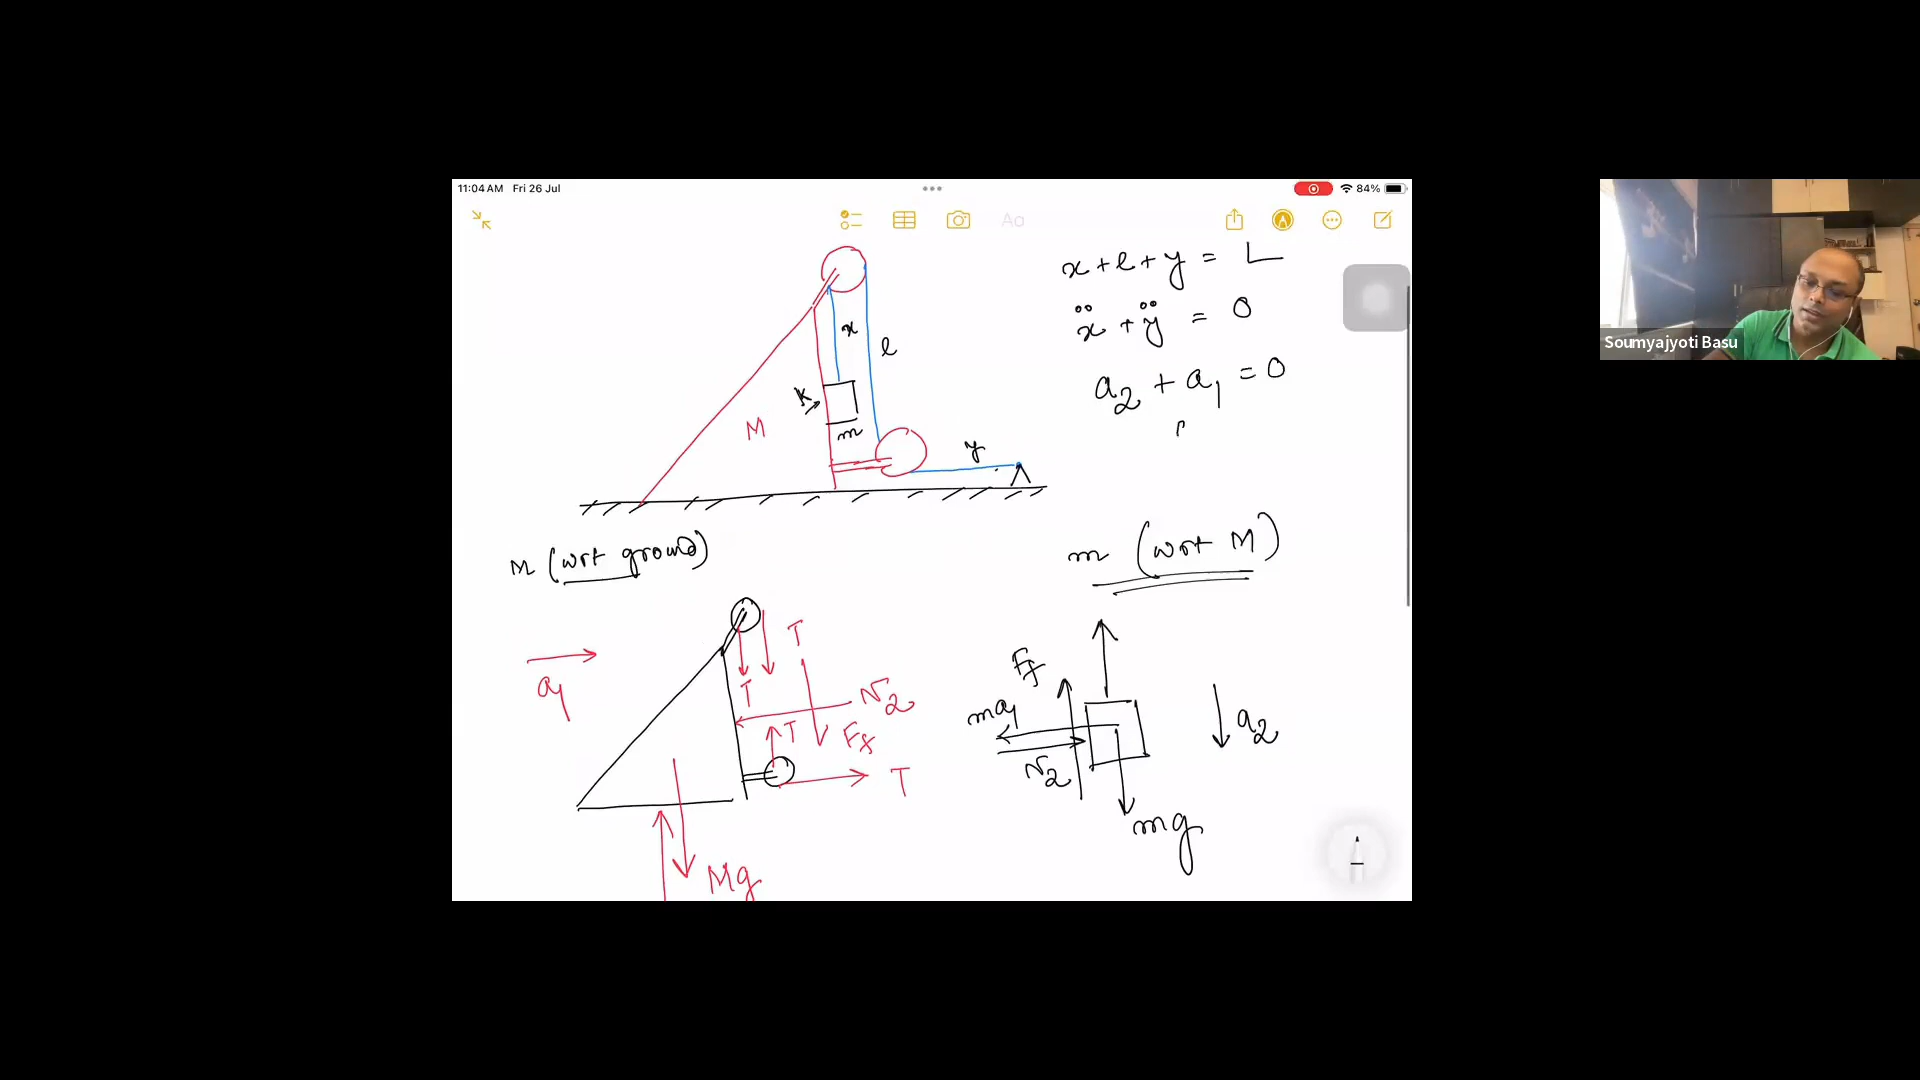 11:04 AM Fri 26 Jul
84%
Aa
x + l + y = L
ẍ + ÿ = 0
a₂ + a₁ = 0
x
l
k
M
m
y
M (wrt ground)
m (wrt M)
a₁
T
T
N₂
T
Ff
T
Mg
Ff
ma₁
N₂
a₂
mg
Soumyajyoti Basu